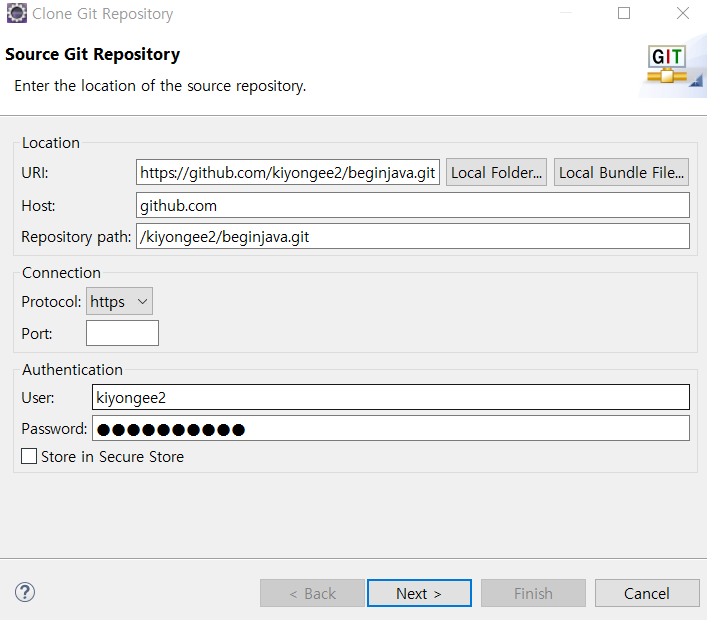 Clone Git Repository
Source Git Repository
Enter the location of the source repository.
GIT
Location
URI: https://github.com/kiyongee2/beginjava.git Local Folder... Local Bundle File...
Host: github.com
Repository path: /kiyongee2/beginjava.git
Connection
Protocol: https
Port:
Authentication
User: kiyongee2
Password: ●●●●●●●●●●
Store in Secure Store
? < Back Next > Finish Cancel